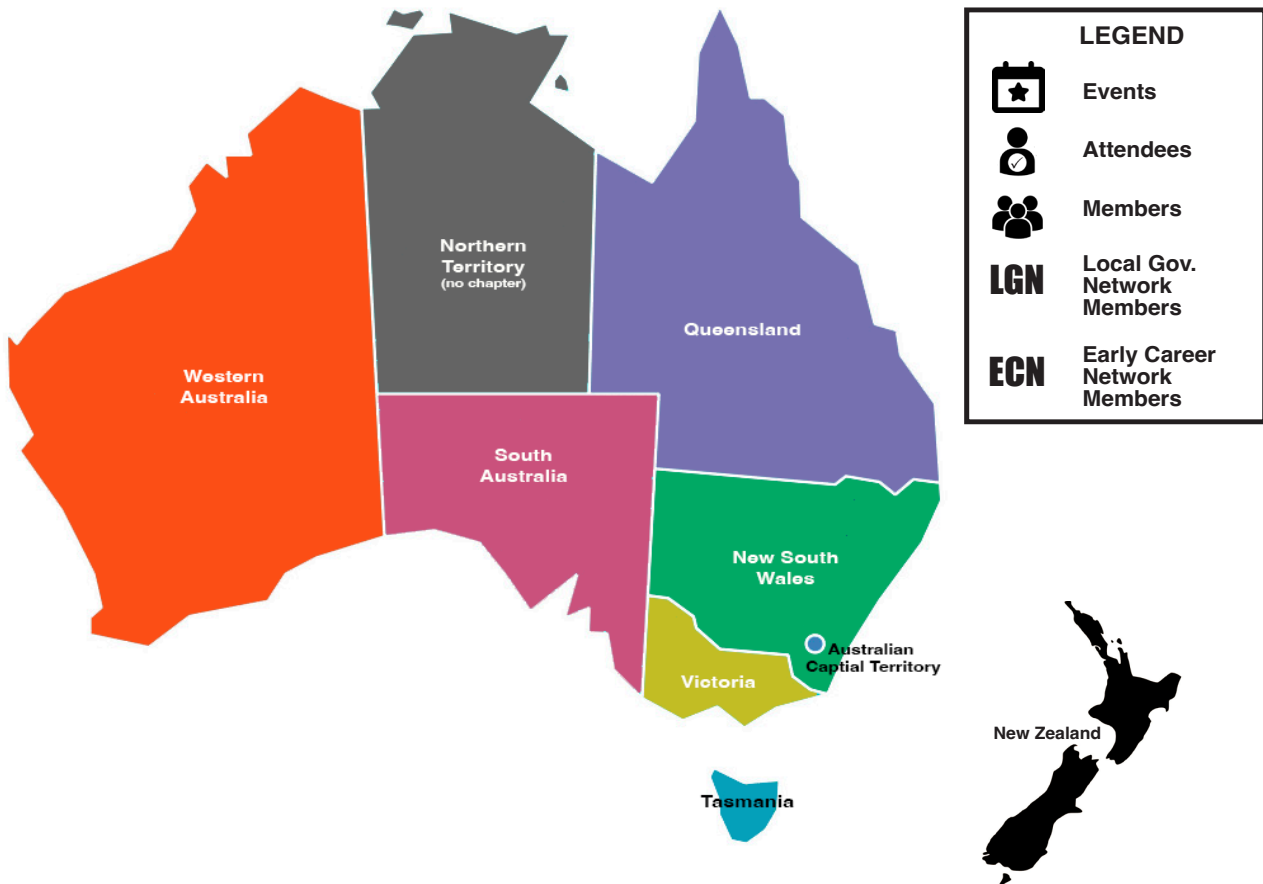 LEGEND
Events
Attendees
Members
LGN
Local Gov.
Network
Members
ECN
Early Career
Network
Members
Northern
Territory
(no chapter)
Queensland
Western
Australia
South
Australia
New South
Wales
Australian
Captial Territory
Victoria
New Zealand
Tasmania